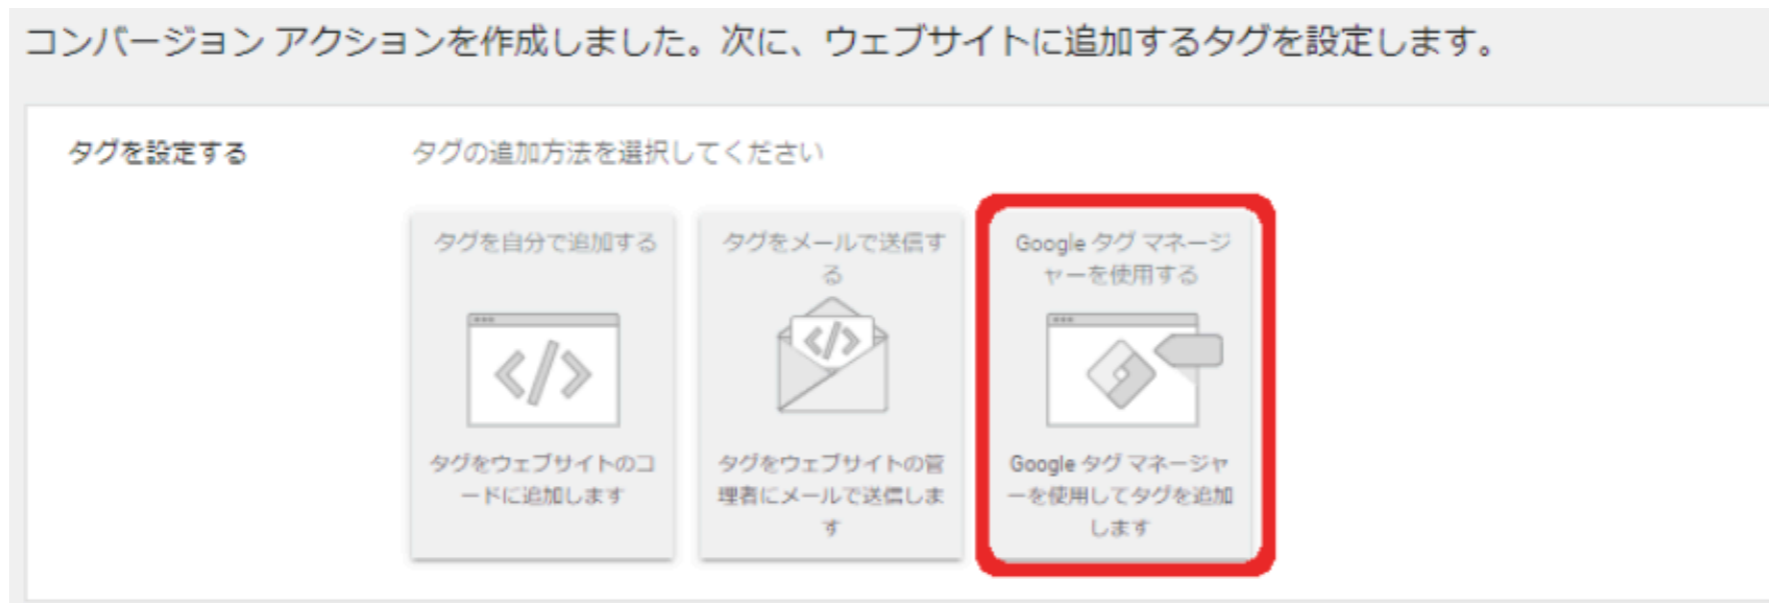 コンバージョン アクションを作成しました。次に、ウェブサイトに追加するタグを設定します。
タグを設定する
タグの追加方法を選択してください
タグを自分で追加する
</>
タグをウェブサイトのコ
ードに追加します
タグをメールで送信す
る
</>
タグをウェブサイトの管
理者にメールで送信しま
す
Google タグ マネージ
ャーを使用する
Google タグ マネージャ
ーを使用してタグを追加
します